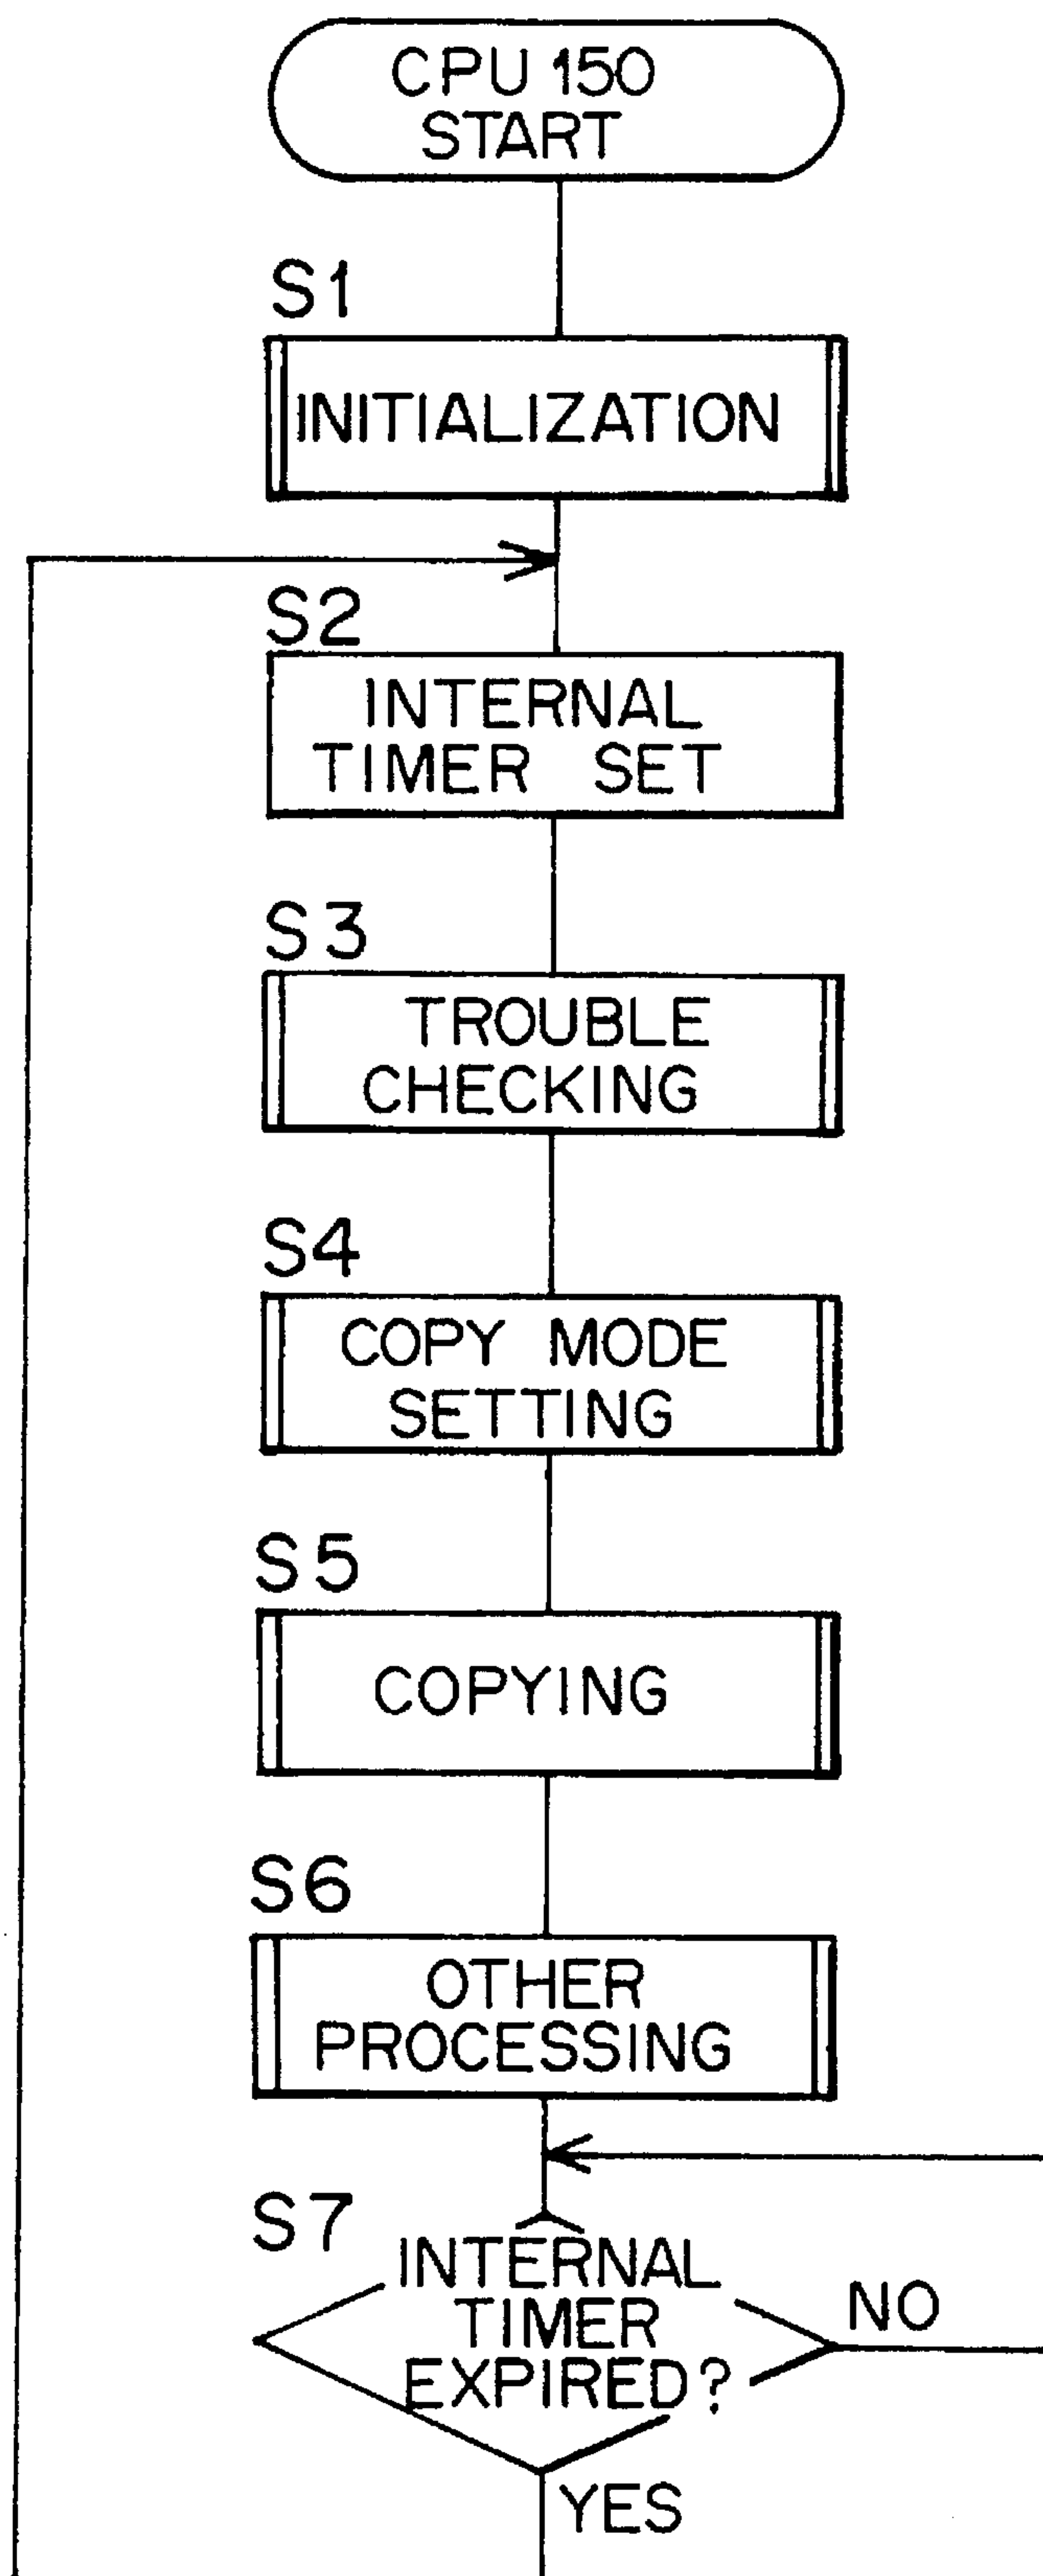 CPU 150
START
S1
INITIALIZATION
S2
INTERNAL
TIMER SET
S3
TROUBLE
CHECKING
S4
COPY MODE
SETTING
S5
COPYING
S6
OTHER
PROCESSING
S7
INTERNAL
TIMER
EXPIRED?
NO
YES